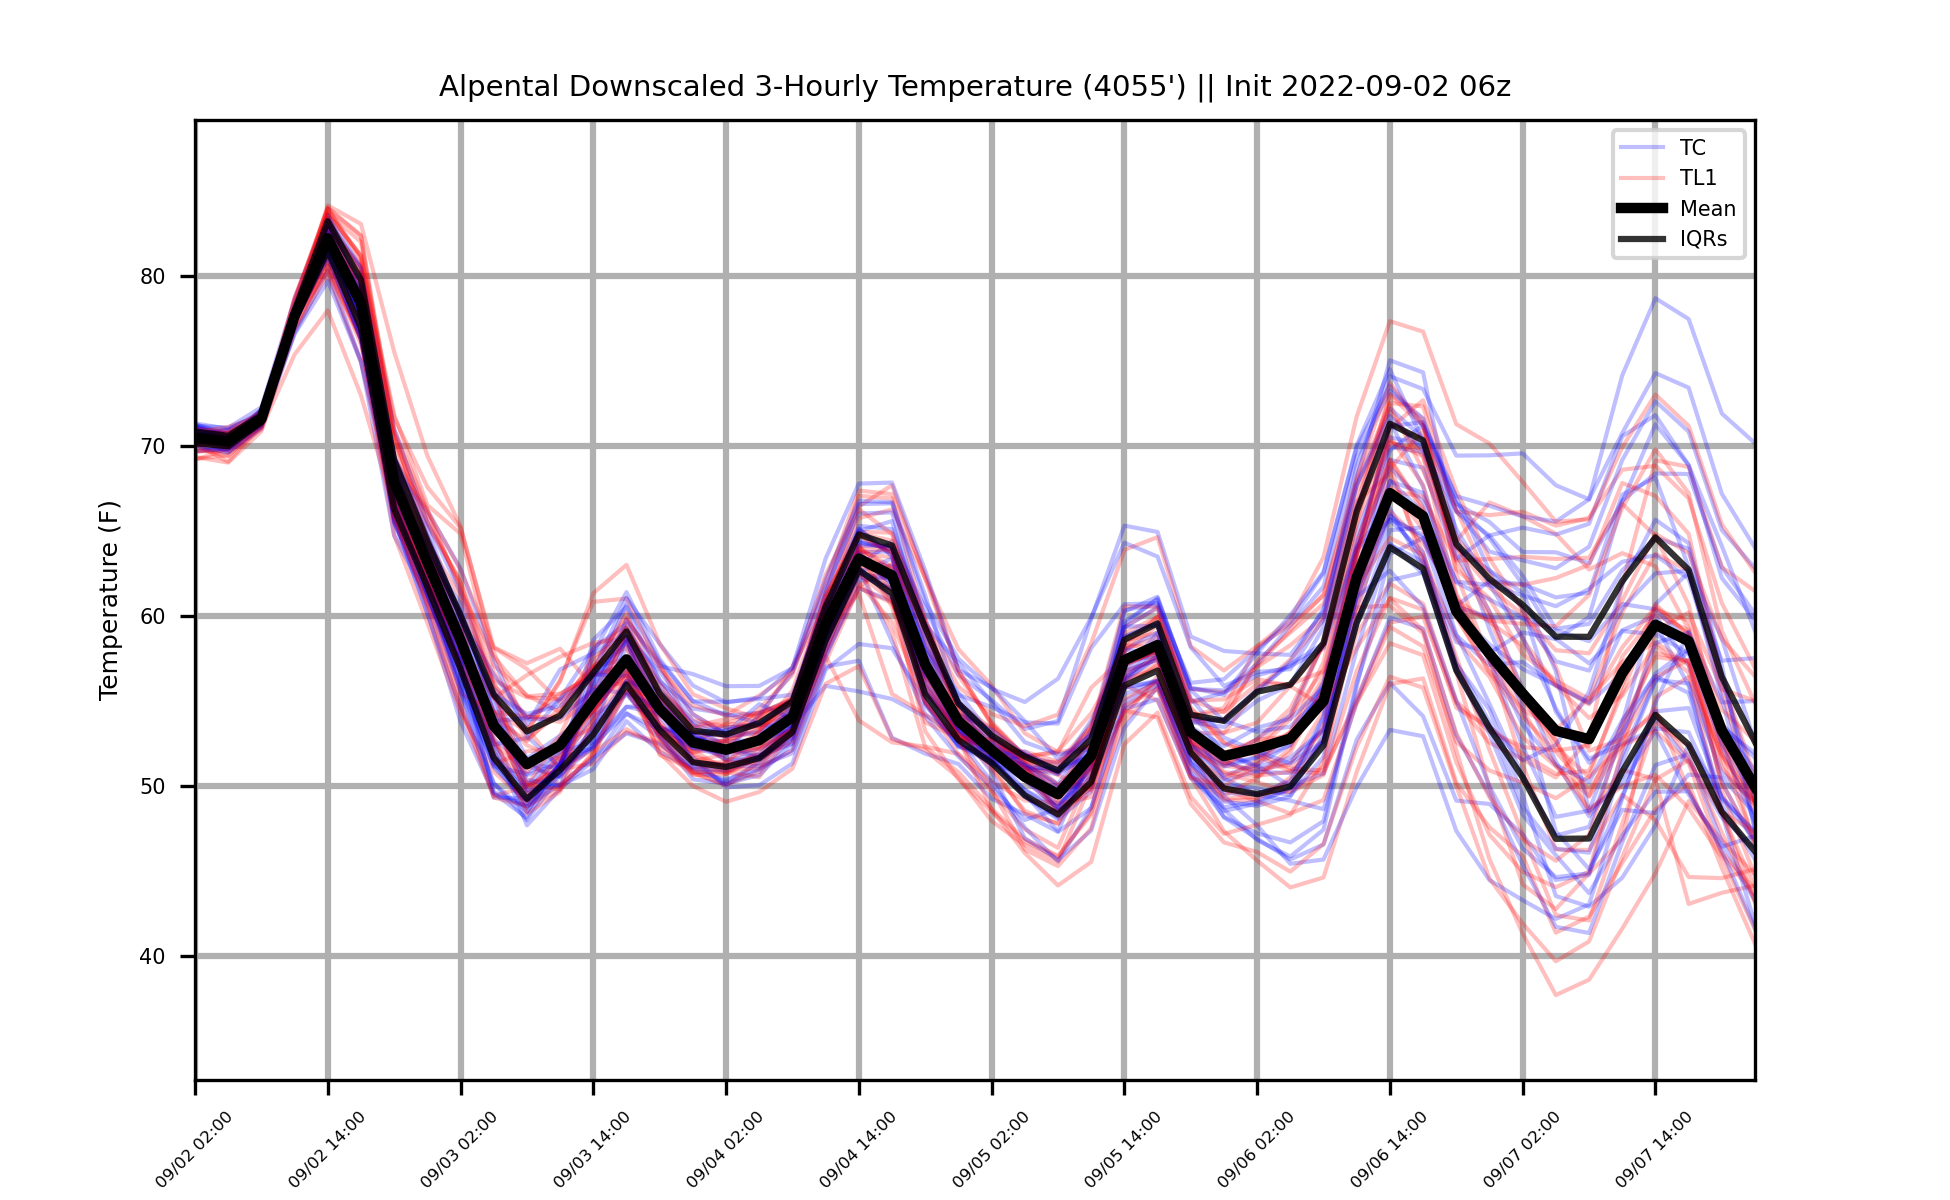 Alpental Downscaled 3-Hourly Temperature (4055') || Init 2022-09-02 06z
TC
TL1
Mean
IQRs
Temperature (F)
80
70
60
50
40
09/02 02:00
09/02 14:00
09/03 02:00
09/03 14:00
09/04 02:00
09/04 14:00
09/05 02:00
09/05 14:00
09/06 02:00
09/06 14:00
09/07 02:00
09/07 14:00